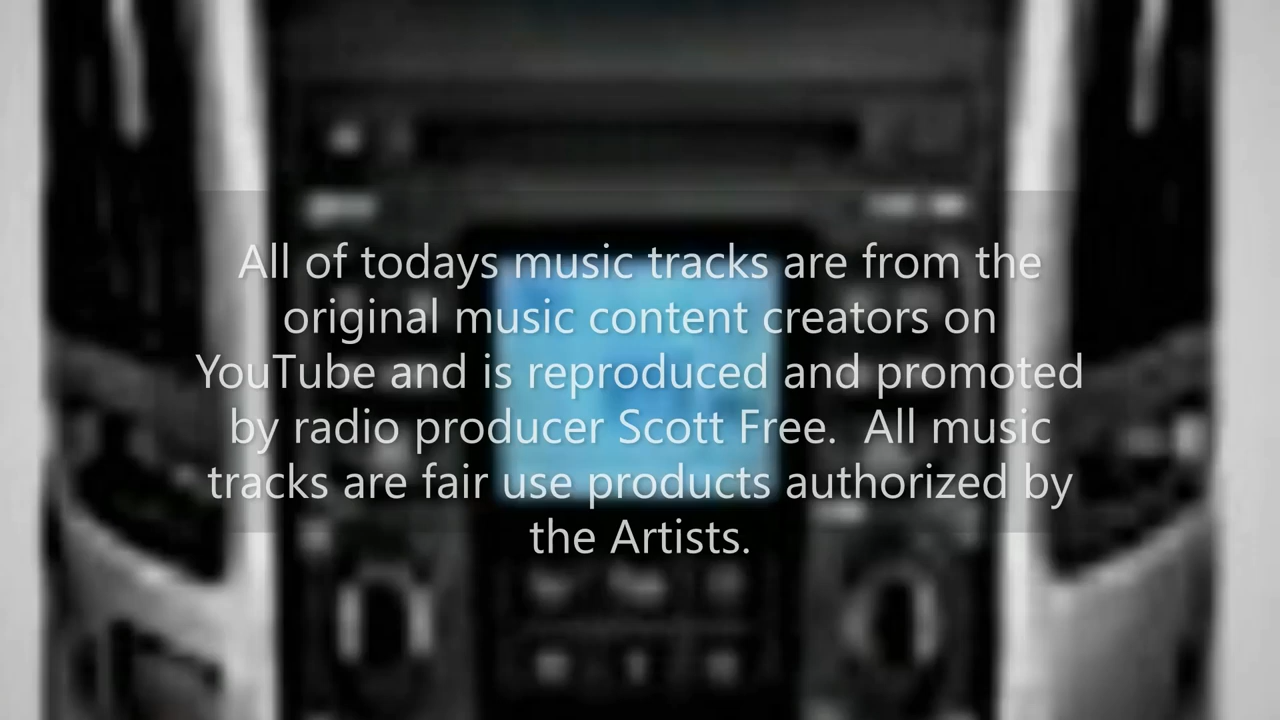 All of todays music tracks are from the
original music content creators on
YouTube and is reproduced and promoted
by radio producer Scott Free.  All music
tracks are fair use products authorized by
the Artists.